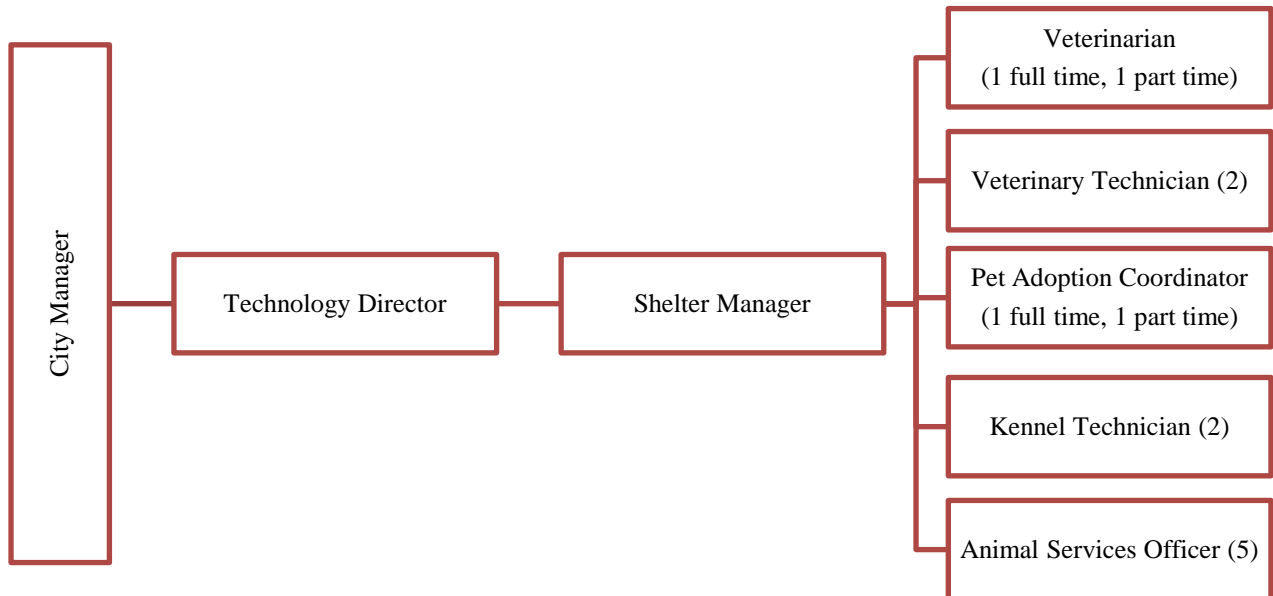 City Manager
Technology Director
Shelter Manager
Veterinarian
(1 full time, 1 part time)
Veterinary Technician (2)
Pet Adoption Coordinator
(1 full time, 1 part time)
Kennel Technician (2)
Animal Services Officer (5)